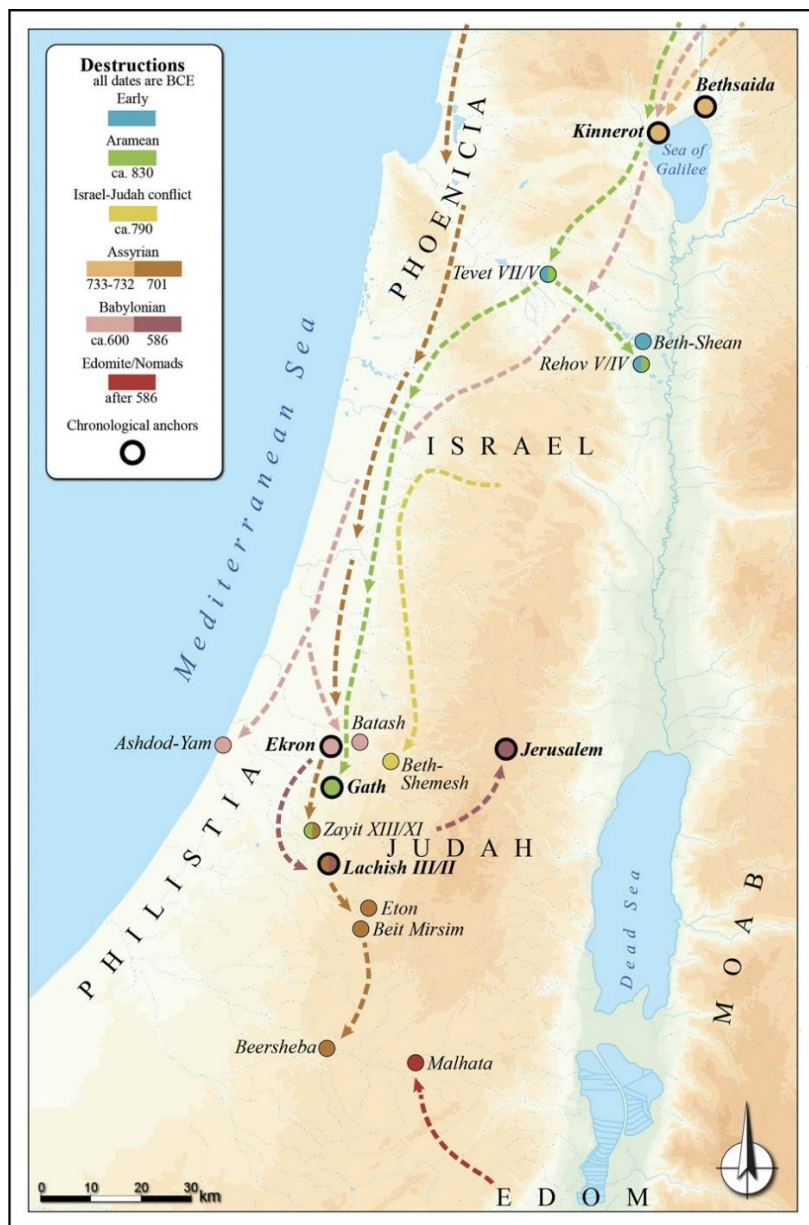 Destructions
all dates are BCE
Early
Aramean
ca. 830
Israel-Judah conflict
ca.790
Assyrian
733-732 701
Babylonian
ca.600 586
Edomite/Nomads
after 586
Chronological anchors
Bethsaida
Kinnerot
Sea of
Galilee
PHOENICIA
Tevet VII/V
Beth-Shean
Rehov V/IV
ISRAEL
Mediterranean Sea
Ashdod-Yam
Ekron
Batash
Beth-
Shemesh
Jerusalem
Gath
Zayit XIII/XI
JUDAH
Lachish III/II
PHILISTIA
Eton
Beit Mirsim
Dead Sea
MOAB
Beersheba
Malhata
EDOM
0 10 20 30
km